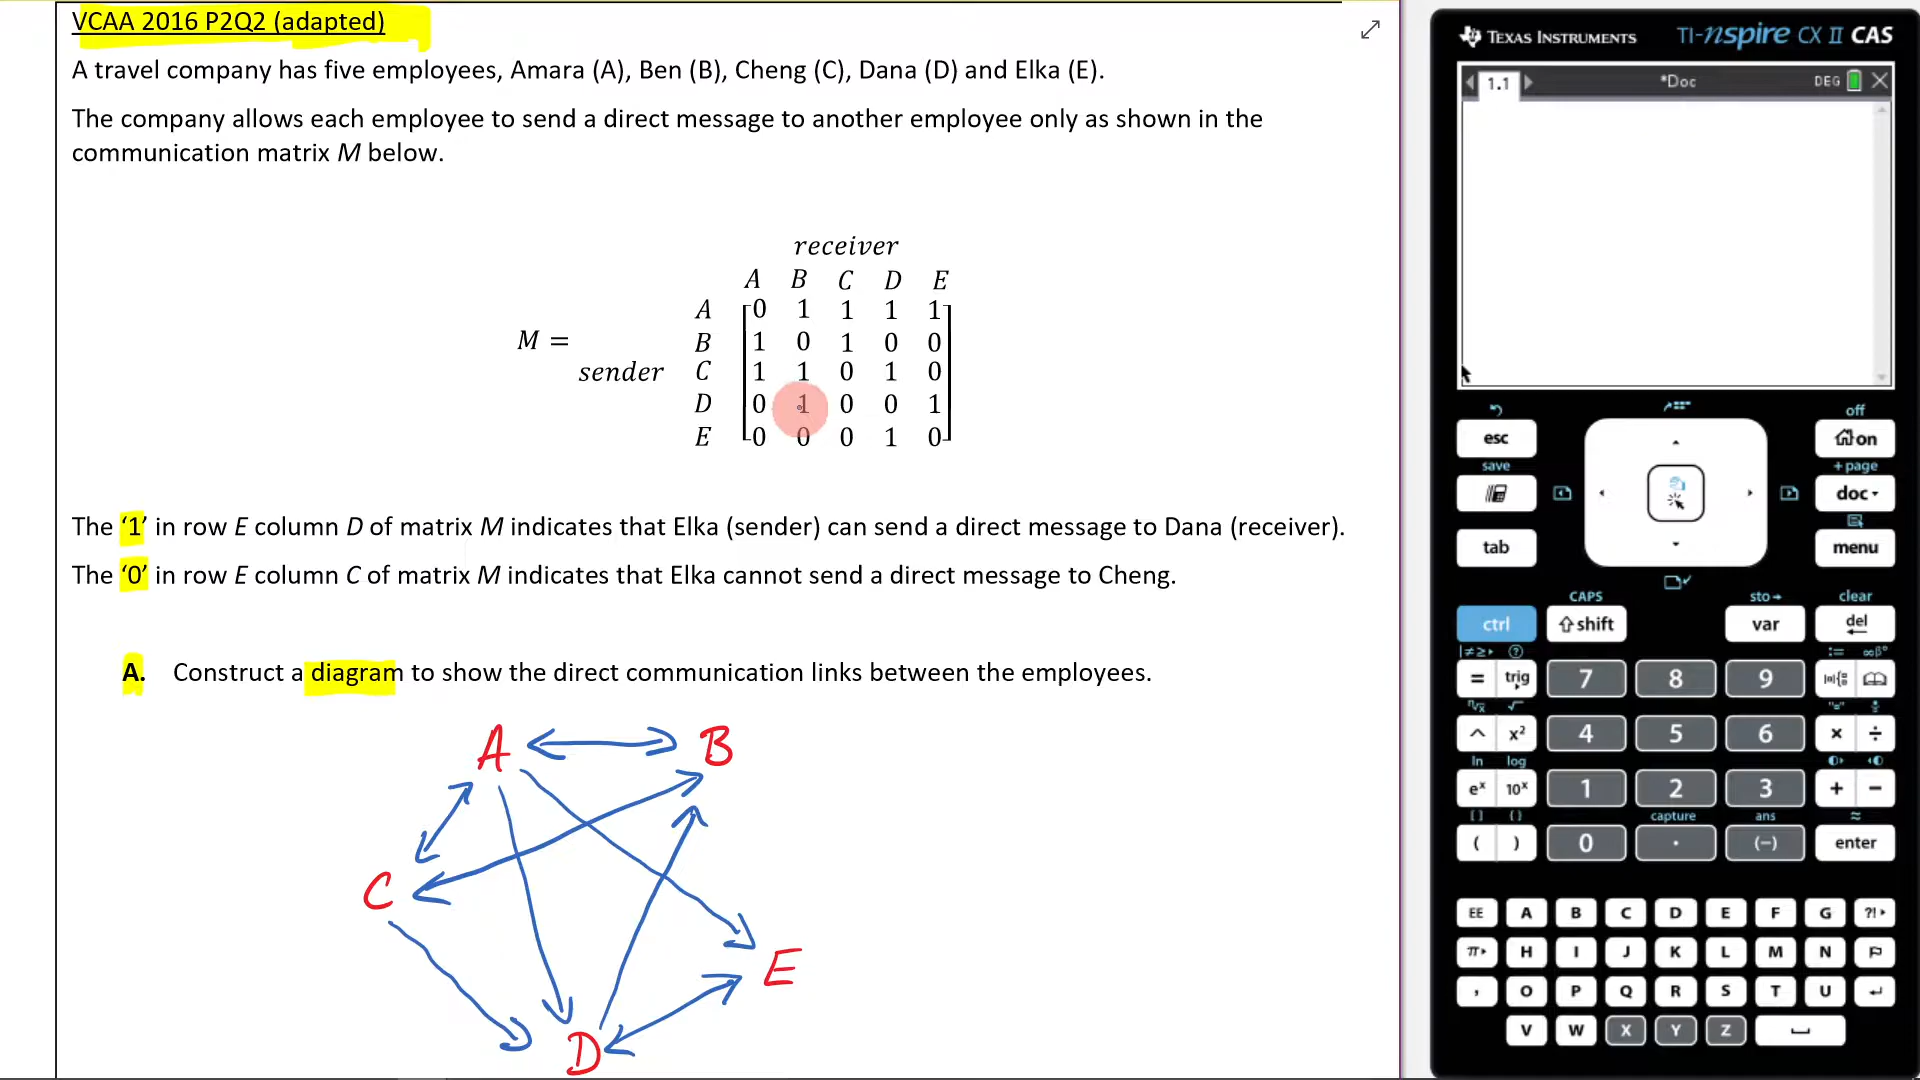 VCAA 2016 P2Q2 (adapted)
A travel company has five employees, Amara (A), Ben (B), Cheng (C), Dana (D) and Elka (E).
The company allows each employee to send a direct message to another employee only as shown in the
communication matrix M below.
receiver
A B C D E
A 0 1 1 1 1
M =
B 1 0 1 0 0
sender C 1 1 0 1 0
D 0 1 0 0 1
E 0 0 0 1 0
The ‘1’ in row E column D of matrix M indicates that Elka (sender) can send a direct message to Dana (receiver).
The ‘0’ in row E column C of matrix M indicates that Elka cannot send a direct message to Cheng.
A. Construct a diagram to show the direct communication links between the employees.
A B
C
E
D
TEXAS INSTRUMENTS TI-nspire CX II CAS
1.1 *Doc DEG
off
esc on
save + page
doc
tab menu
CAPS sto→ clear
ctrl shift var del
|≠≥▸ :=
= trig 7 8 9
n√x √
^ x² 4 5 6 × ÷
ln log
eˣ 10ˣ 1 2 3 + −
[ ] { } capture ans ≈
( ) 0 . (−) enter
EE A B C D E F G ?!▸
π▸ H I J K L M N
, O P Q R S T U ↵
V W X Y Z